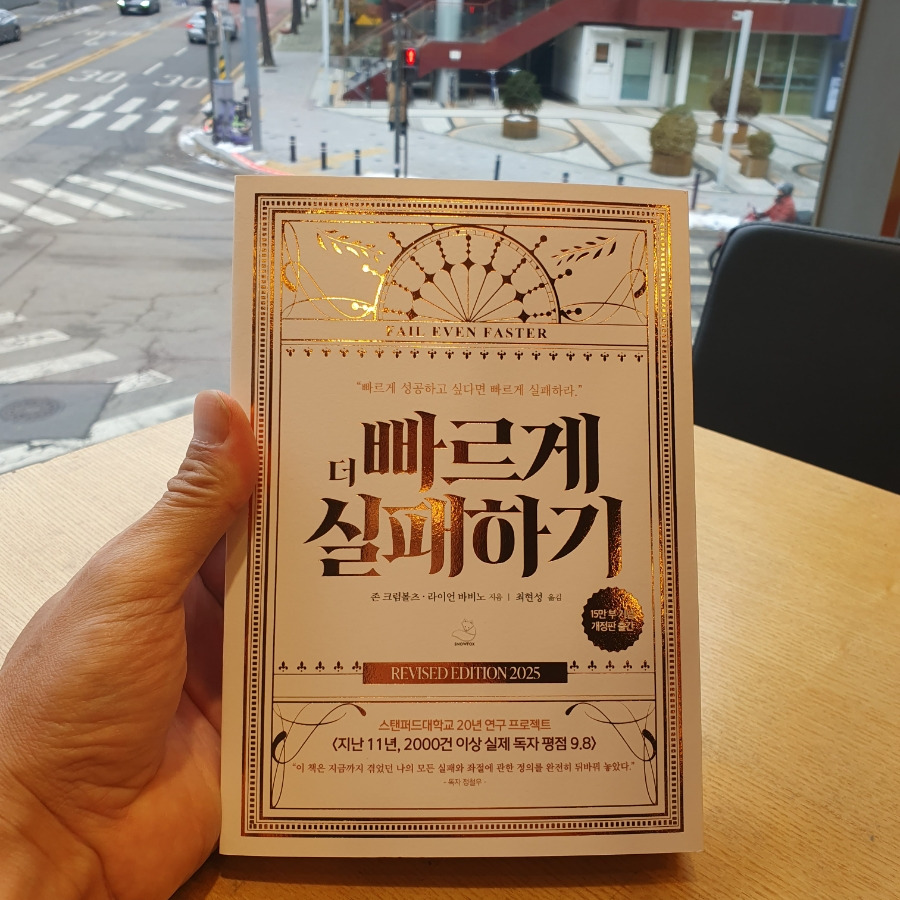 30
30
FAIL EVEN FASTER
“빠르게 성공하고 싶다면 빠르게 실패하라.”
더 빠르게
실패하기
존 크럼볼츠 · 라이언 바비노 지음 | 최현성 옮김
15만 부
개정판 출간
SNOWFOX
REVISED EDITION 2025
스탠퍼드대학교 20년 연구 프로젝트
〈지난 11년, 2000건 이상 실제 독자 평점 9.8〉
“이 책은 지금까지 겪었던 나의 모든 실패와 좌절에 관한 정의를 완전히 뒤바꿔 놓았다.”
- 독자 정철우 -